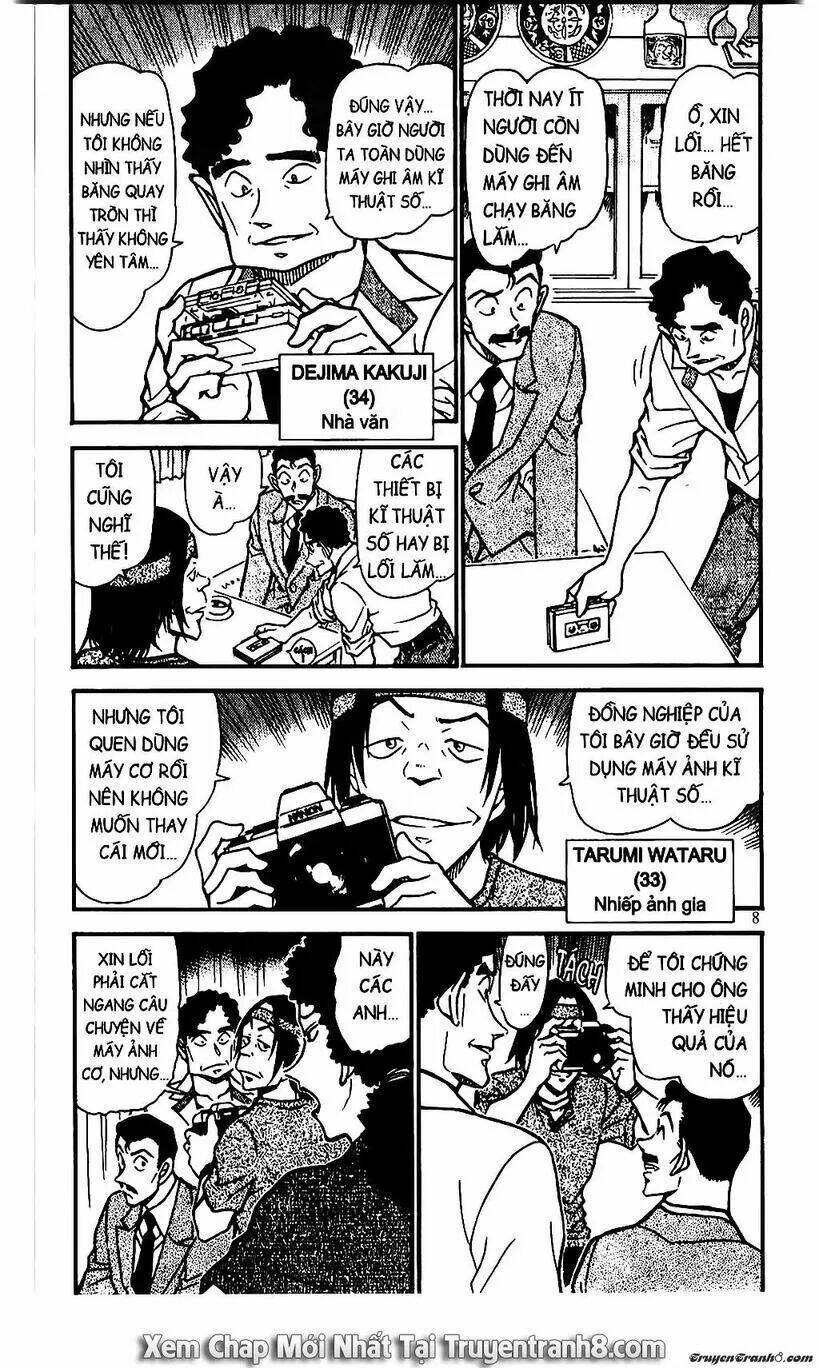 Ồ, XIN
LỖI... HẾT
BĂNG
RỒI...
THỜI NAY ÍT
NGƯỜI CÒN
DÙNG ĐẾN
MÁY GHI ÂM
CHẠY BĂNG
LẮM...
ĐÚNG VẬY...
BÂY GIỜ NGƯỜI
TA TOÀN DÙNG
MÁY GHI ÂM KĨ
THUẬT SỐ...
NHƯNG NẾU
TÔI KHÔNG
NHÌN THẤY
BĂNG QUAY
TRÒN THÌ
THẤY KHÔNG
YÊN TÂM...
DEJIMA KAKUJI
(34)
Nhà văn
CÁC
THIẾT BỊ
KĨ THUẬT
SỐ HAY BỊ
LỖI LẮM...
VẬY
À...
TÔI
CŨNG
NGHĨ
THẾ!
CÁCH
ĐỒNG NGHIỆP CỦA
TÔI BÂY GIỜ ĐỀU SỬ
DỤNG MÁY ẢNH KĨ
THUẬT SỐ...
NHƯNG TÔI
QUEN DÙNG
MÁY CƠ RỒI
NÊN KHÔNG
MUỐN THAY
CÁI MỚI...
NANON
TARUMI WATARU
(33)
Nhiếp ảnh gia
8
ĐỂ TÔI CHỨNG
MINH CHO ÔNG
THẤY HIỆU
QUẢ CỦA
NÓ...
TÁCH
ĐÚNG
ĐẤY
...
NÀY
CÁC
ANH...
XIN LỖI
PHẢI CẮT
NGANG CÂU
CHUYỆN VỀ
MÁY ẢNH
CƠ, NHƯNG...
Xem Chap Mới Nhất Tại Truyentranh8.com
TruyenTranh8.com